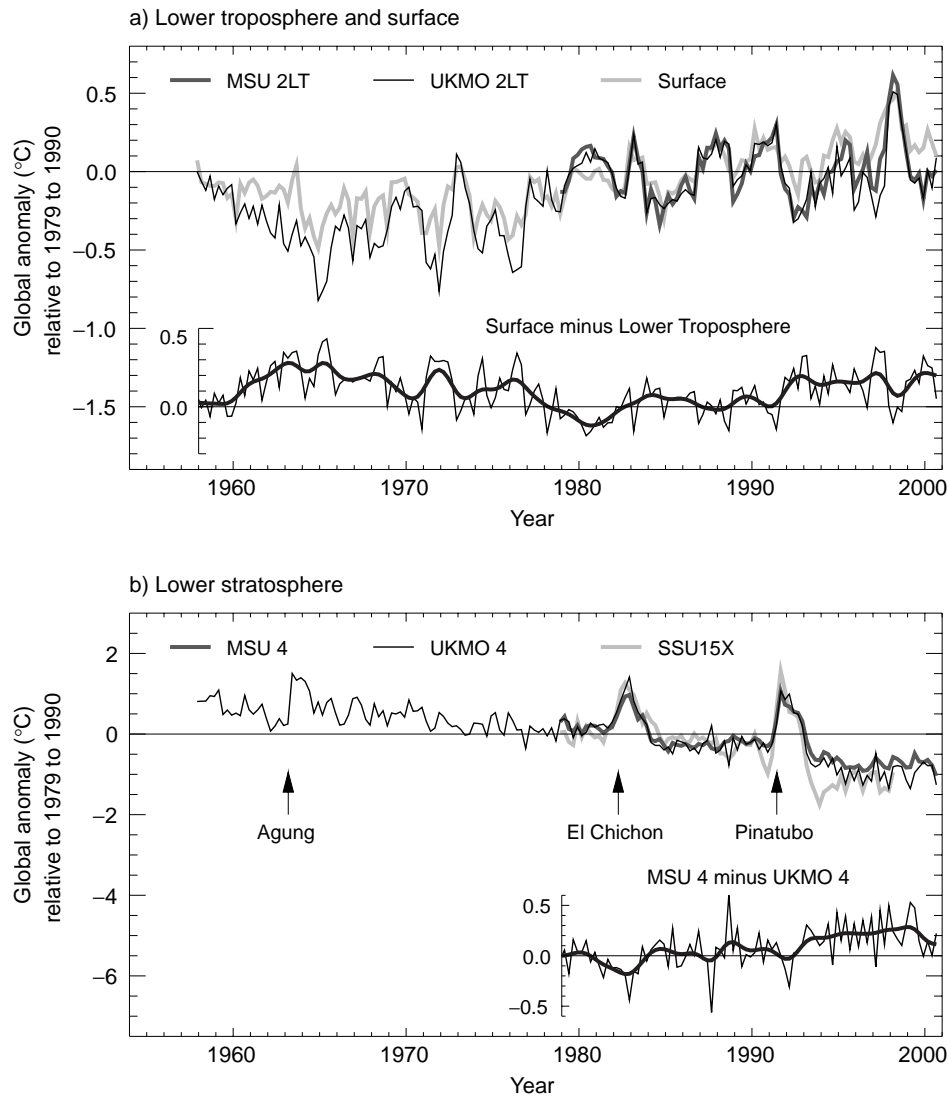 a) Lower troposphere and surface
MSU 2LT UKMO 2LT Surface
Global anomaly (°C)
relative to 1979 to 1990
0.5
0.0
−0.5
−1.0
−1.5
Surface minus Lower Troposphere
0.5
0.0
1960 1970 1980 1990 2000
Year
b) Lower stratosphere
MSU 4 UKMO 4 SSU15X
Global anomaly (°C)
relative to 1979 to 1990
2
0
−2
−4
−6
Agung El Chichon Pinatubo
MSU 4 minus UKMO 4
0.5
0.0
−0.5
1960 1970 1980 1990 2000
Year